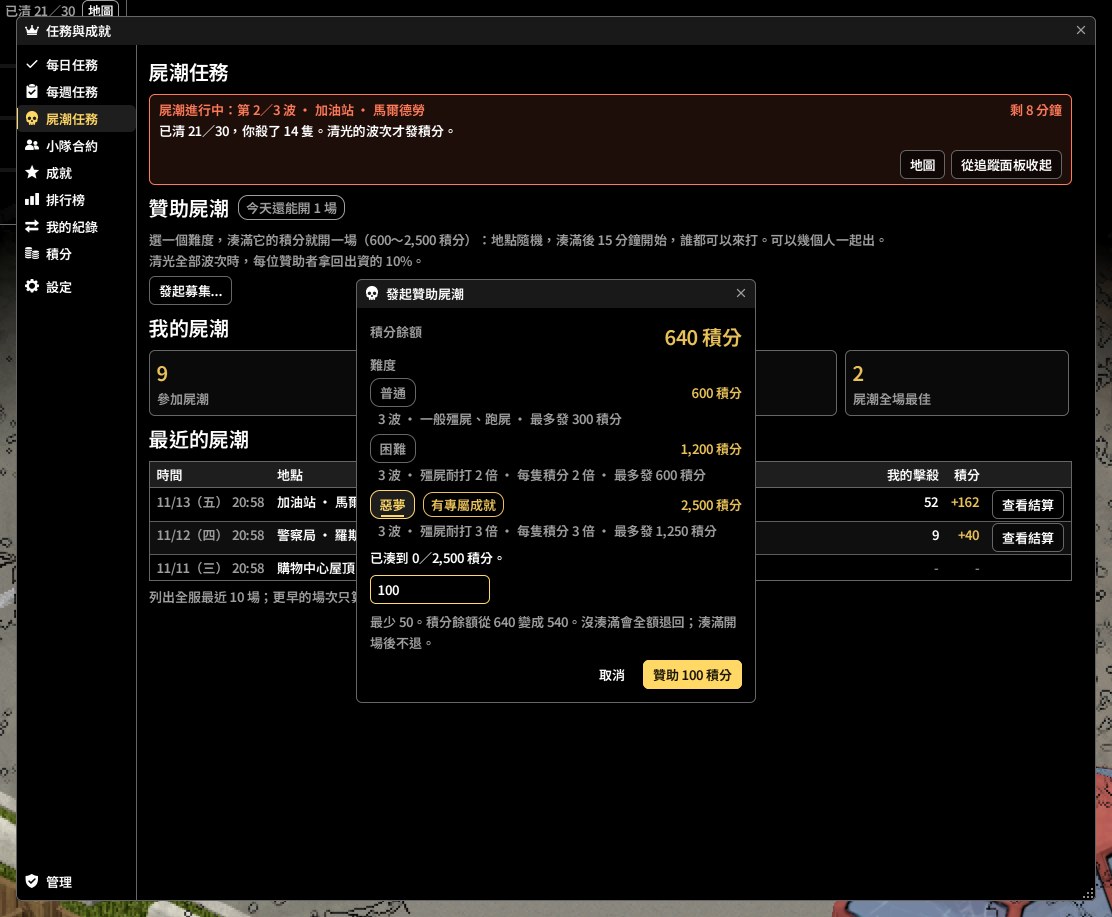 已清 21／30 地圖
任務與成就
每日任務
每週任務
屍潮任務
小隊合約
成就
排行榜
我的紀錄
積分
設定
管理
屍潮任務
屍潮進行中：第 2／3 波 • 加油站 • 馬爾德勞
剩 8 分鐘
已清 21／30，你殺了 14 隻。清光的波次才發積分。
地圖
從追蹤面板收起
贊助屍潮
今天還能開 1 場
選一個難度，湊滿它的積分就開一場（600～2,500 積分）：地點隨機，湊滿後 15 分鐘開始，誰都可以來打。可以幾個人一起出。
清光全部波次時，每位贊助者拿回出資的 10%。
發起募集...
我的屍潮
9
參加屍潮
2
屍潮全場最佳
最近的屍潮
時間 地點 我的擊殺 積分
11/13（五） 20:58 加油站 • 馬爾 52 +162 查看結算
11/12（四） 20:58 警察局 • 羅斯 9 +40 查看結算
11/11（三） 20:58 購物中心屋頂 - -
列出全服最近 10 場；更早的場次只算
發起贊助屍潮
積分餘額
640 積分
難度
普通
600 積分
3 波 • 一般殭屍、跑屍 • 最多發 300 積分
困難
1,200 積分
3 波 • 殭屍耐打 2 倍 • 每隻積分 2 倍 • 最多發 600 積分
惡夢
有專屬成就
2,500 積分
3 波 • 殭屍耐打 3 倍 • 每隻積分 3 倍 • 最多發 1,250 積分
已湊到 0／2,500 積分。
100
最少 50。積分餘額從 640 變成 540。沒湊滿會全額退回；湊滿開
場後不退。
取消
贊助 100 積分